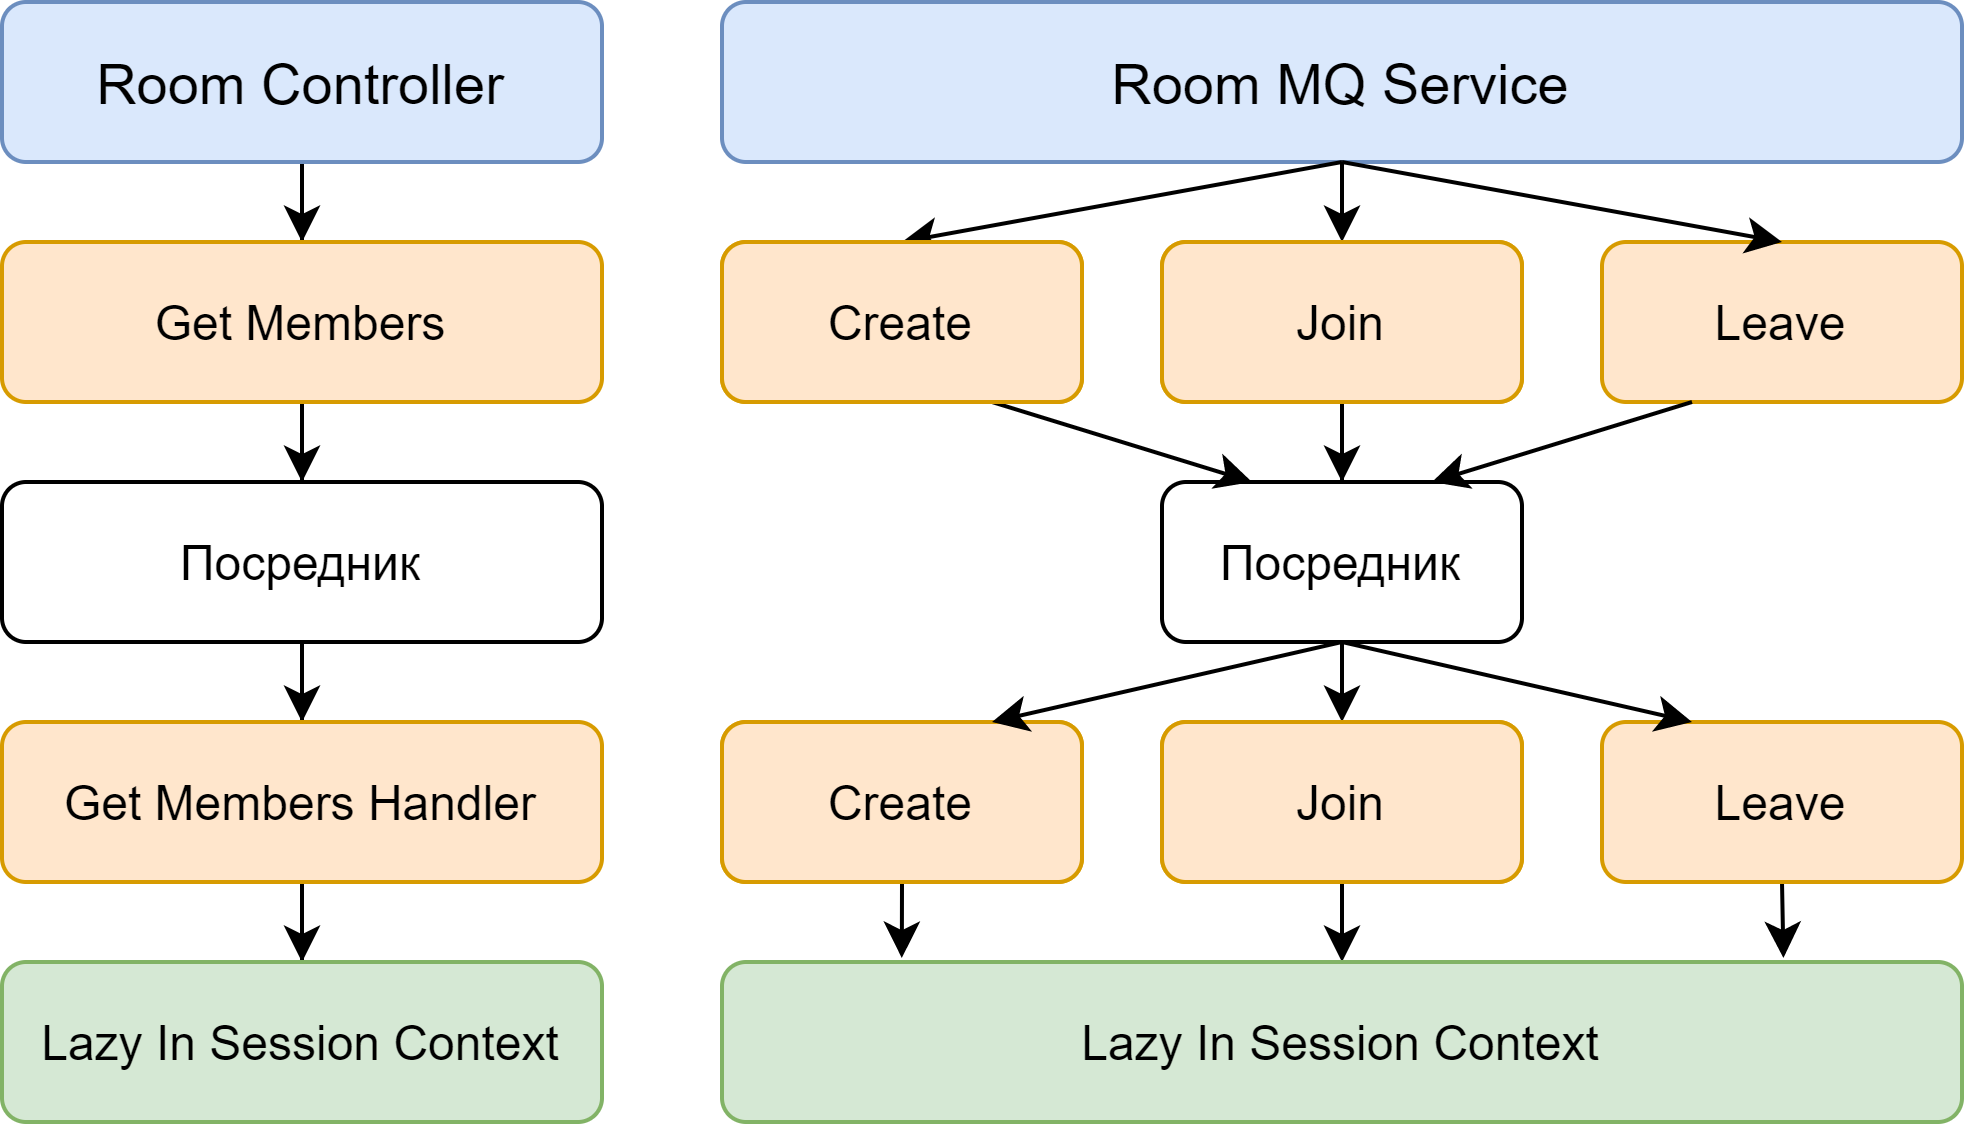 Room Controller
Room MQ Service
Get Members
Create
Join
Leave
Посредник
Посредник
Get Members Handler
Create
Join
Leave
Lazy In Session Context
Lazy In Session Context